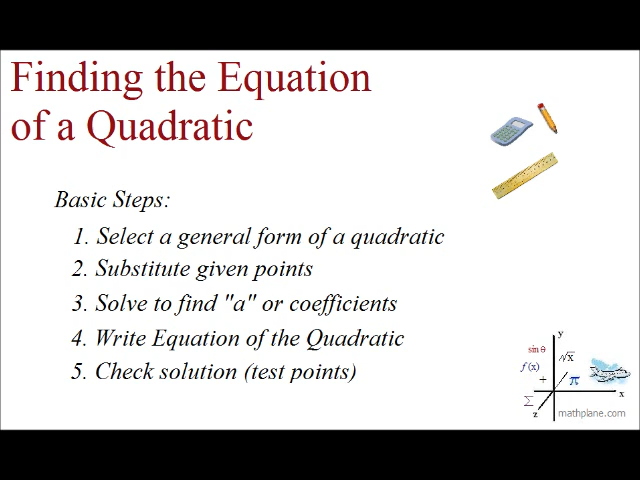 Finding the Equation
of a Quadratic
Basic Steps:
1. Select a general form of a quadratic
2. Substitute given points
3. Solve to find "a" or coefficients
4. Write Equation of the Quadratic
5. Check solution (test points)
y
sin θ
√x
f(x)
+
π
x
∑
z
mathplane.com